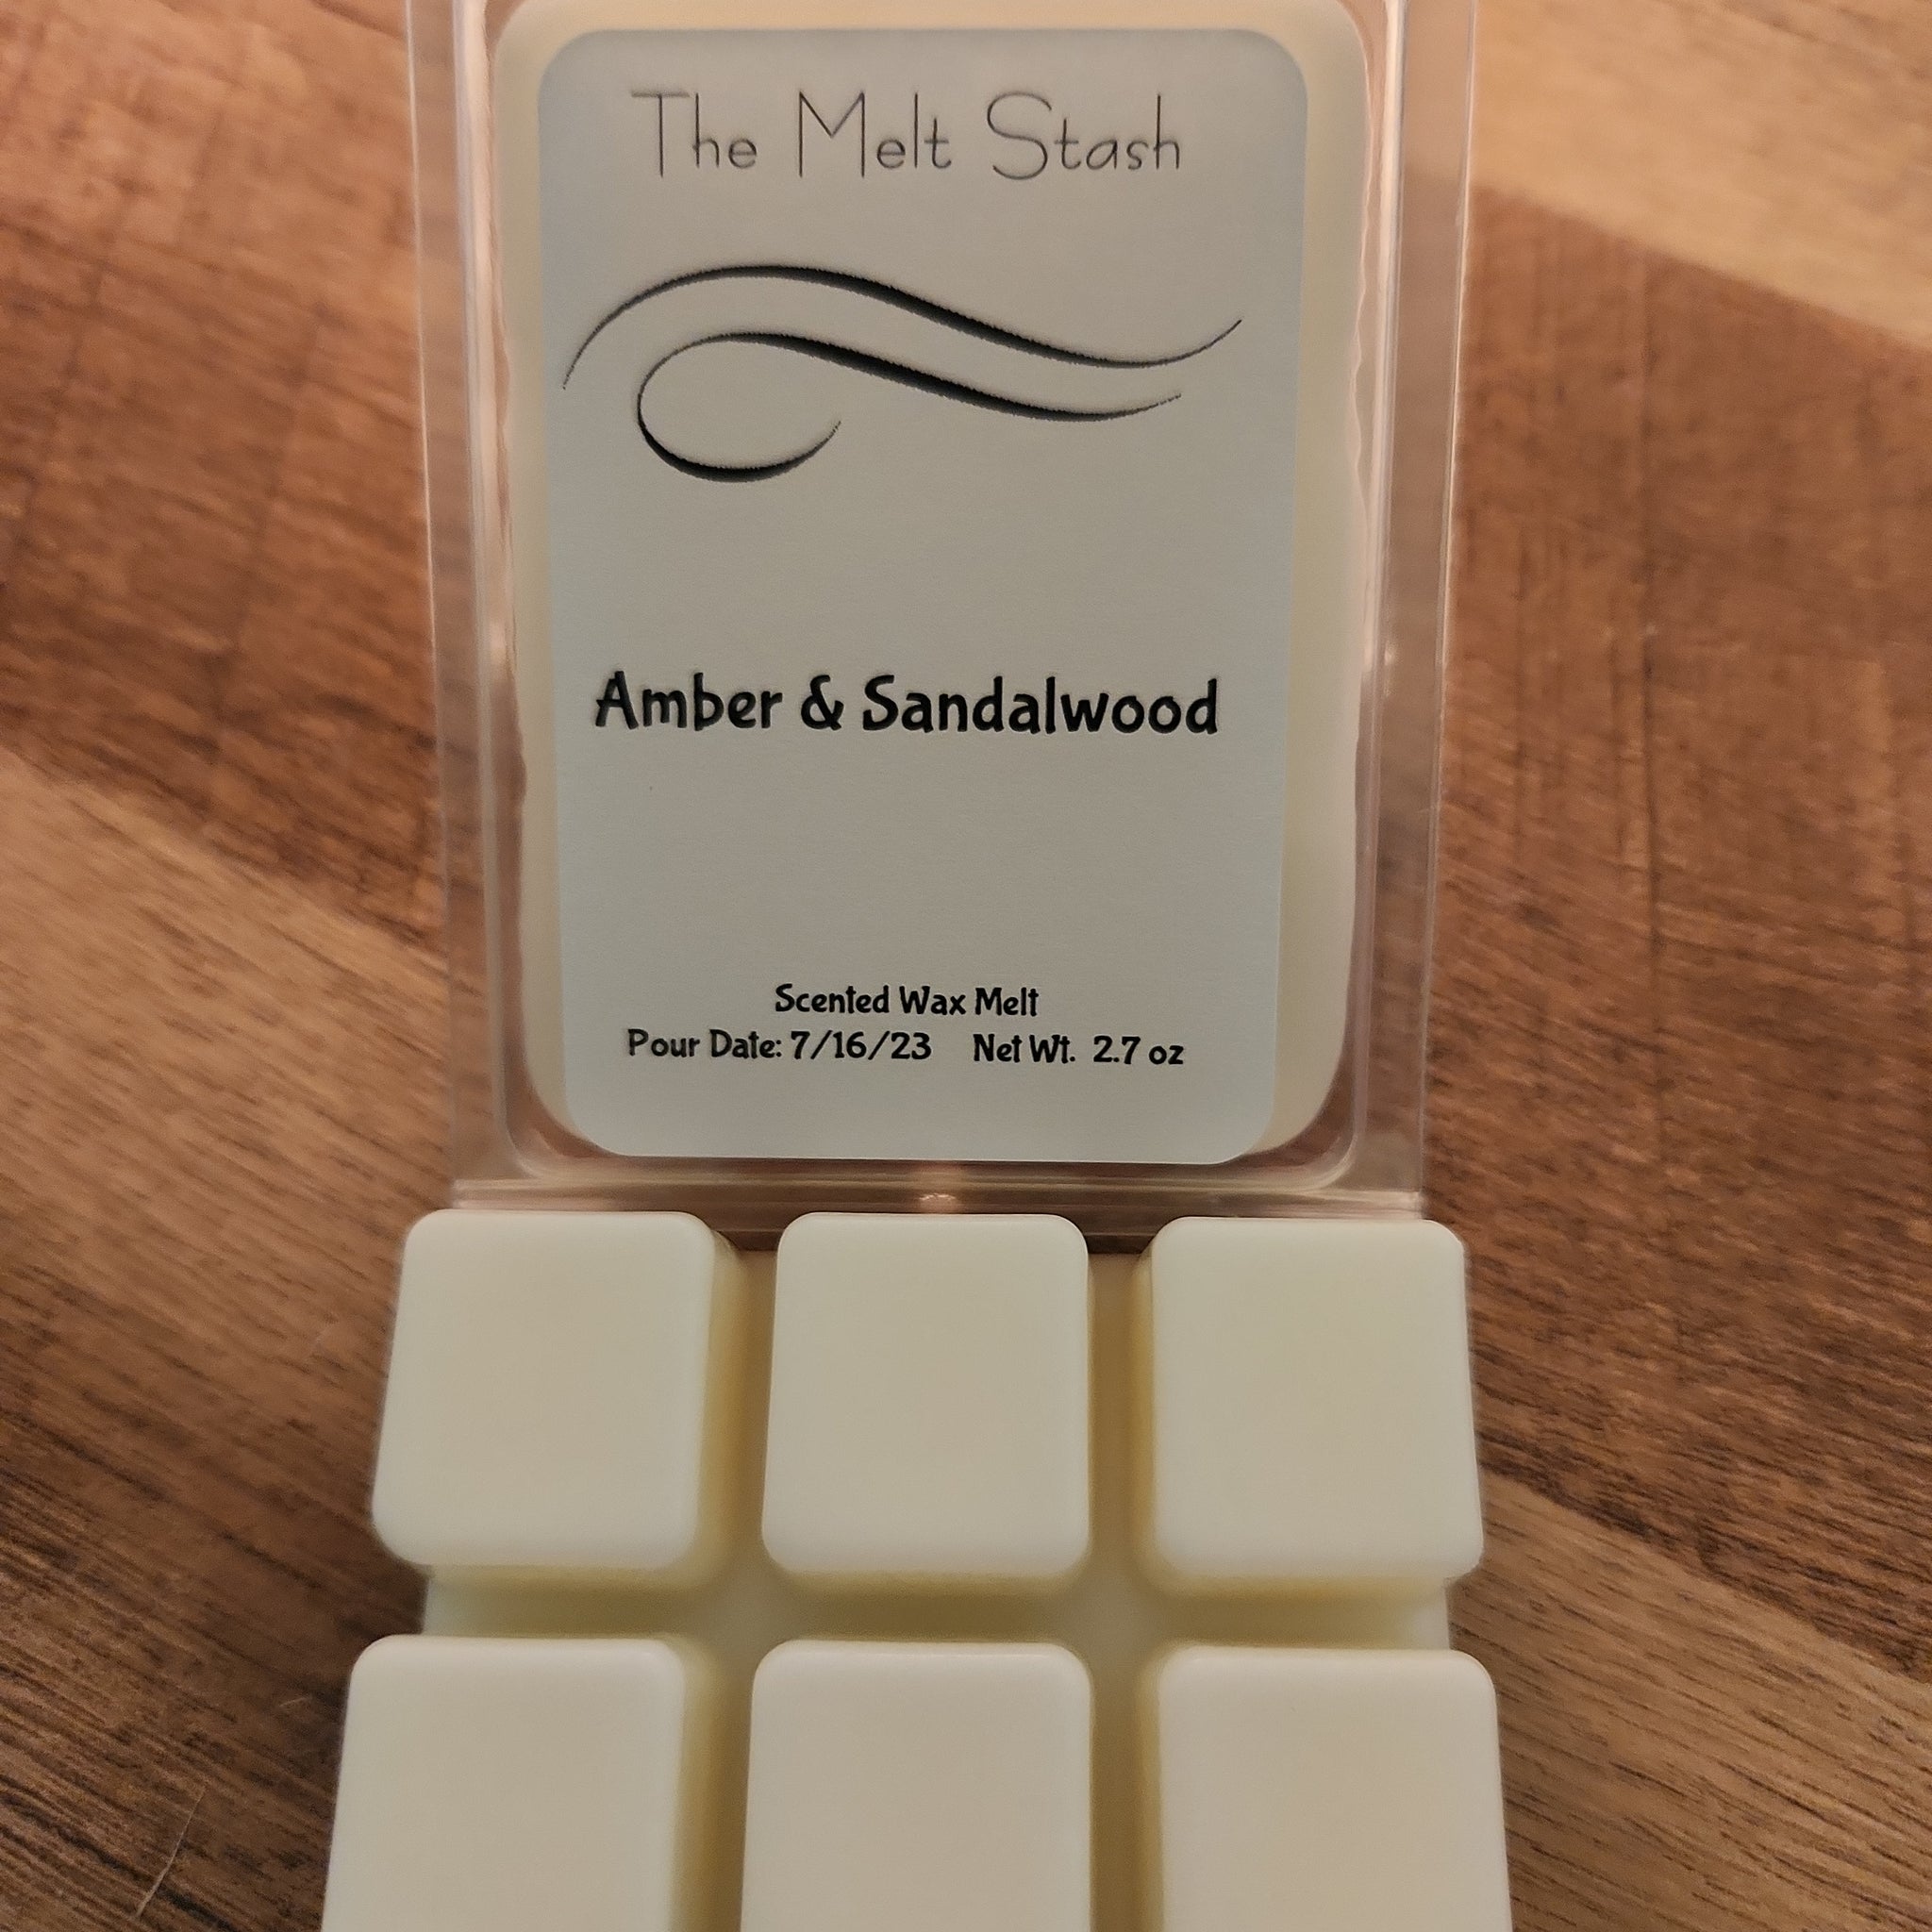 The Melt Stash
Amber & Sandalwood
Scented Wax Melt
Pour Date: 7/16/23 Net Wt. 2.7 oz